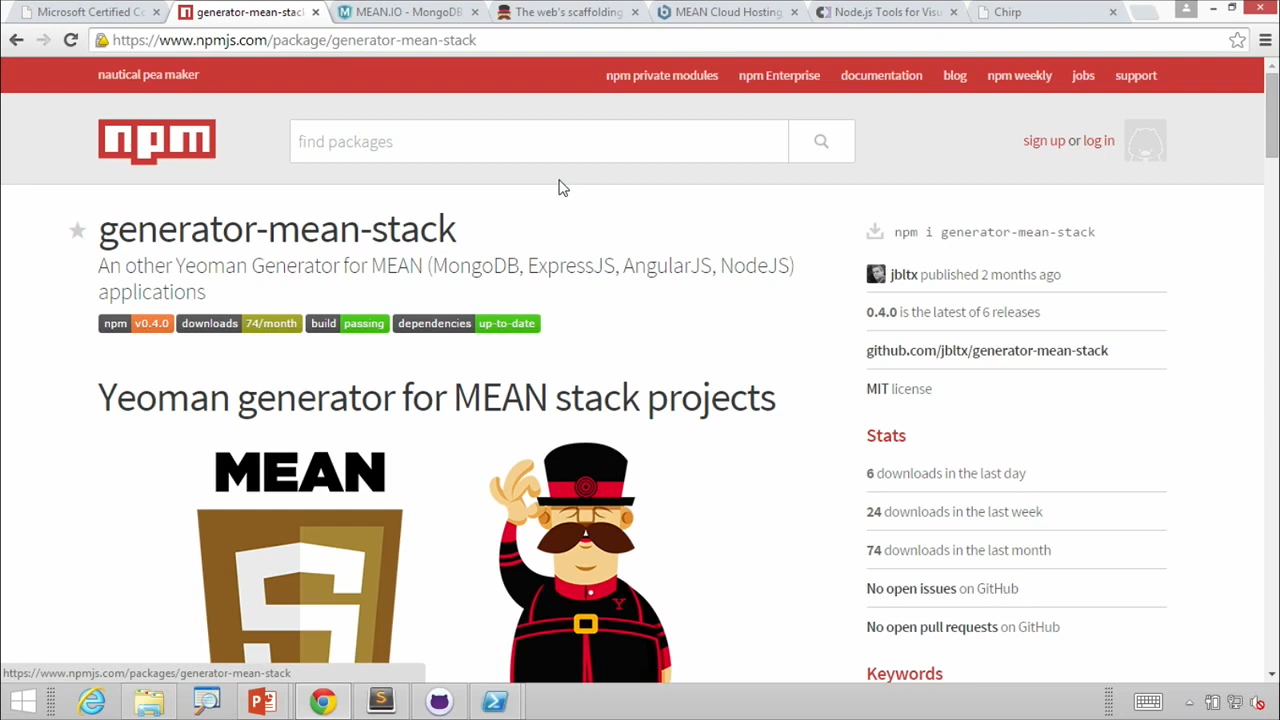 Microsoft Certified Co
generator-mean-stack
MEAN.IO - MongoDB,
The web's scaffolding
MEAN Cloud Hosting
Node.js Tools for Visu
Chirp
https://www.npmjs.com/package/generator-mean-stack
nautical pea maker
npm private modules
npm Enterprise
documentation
blog
npm weekly
jobs
support
npm
find packages
sign up or log in
generator-mean-stack
An other Yeoman Generator for MEAN (MongoDB, ExpressJS, AngularJS, NodeJS)
applications
npm v0.4.0 downloads 74/month build passing dependencies up-to-date
Yeoman generator for MEAN stack projects
MEAN
Y
npm i generator-mean-stack
jbltx published 2 months ago
0.4.0 is the latest of 6 releases
github.com/jbltx/generator-mean-stack
MIT license
Stats
6 downloads in the last day
24 downloads in the last week
74 downloads in the last month
No open issues on GitHub
No open pull requests on GitHub
Keywords
https://www.npmjs.com/packages/generator-mean-stack